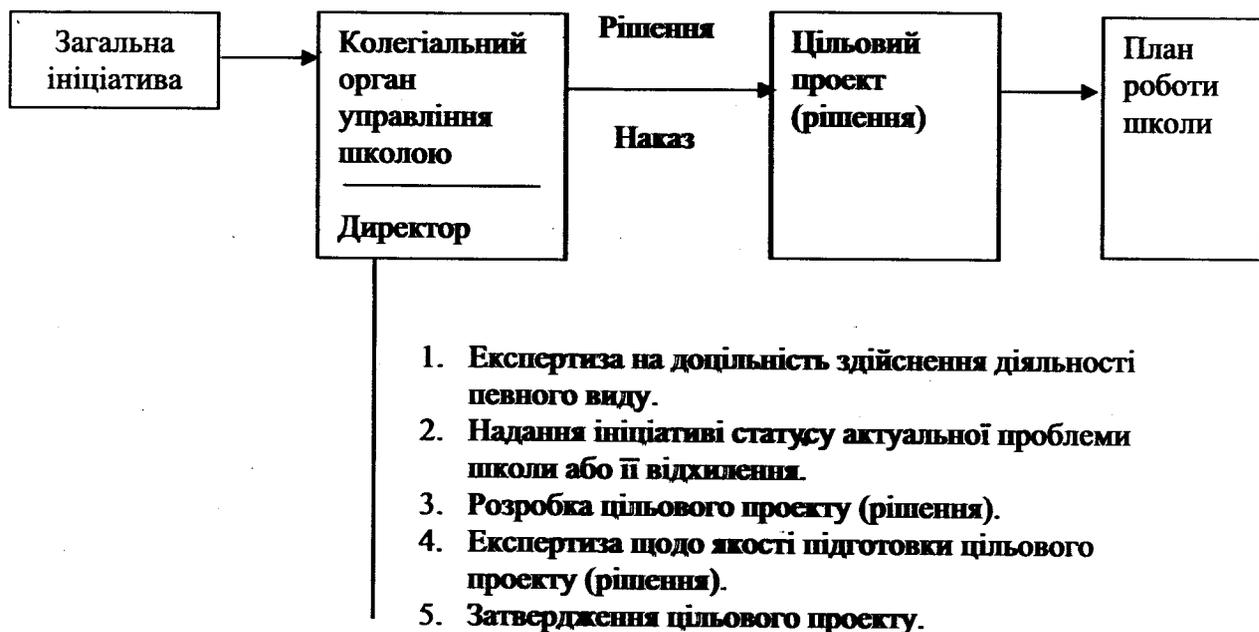 Загальна
ініціатива
Колегіальний
орган
управління
школою
Директор
Рішення
Наказ
Цільовий
проект
(рішення)
План
роботи
школи
1. Експертиза на доцільність здійснення діяльності
певного виду.
2. Надання ініціативі статусу актуальної проблеми
школи або її відхилення.
3. Розробка цільового проекту (рішення).
4. Експертиза щодо якості підготовки цільового
проекту (рішення).
5. Затвердження цільового проекту.